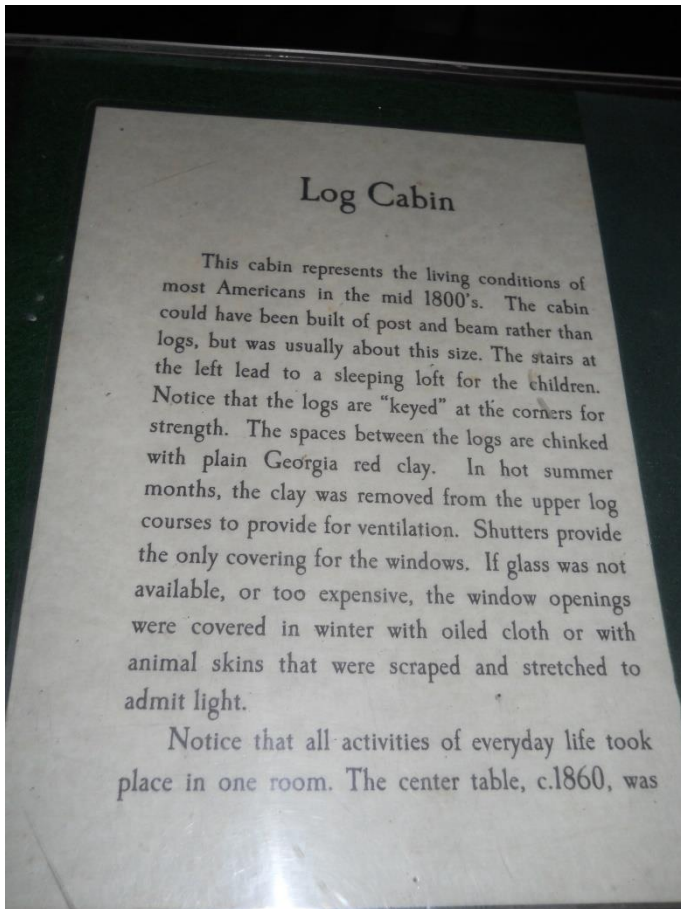 Log Cabin
This cabin represents the living conditions of
most Americans in the mid 1800's. The cabin
could have been built of post and beam rather than
logs, but was usually about this size. The stairs at
the left lead to a sleeping loft for the children.
Notice that the logs are “keyed” at the corners for
strength. The spaces between the logs are chinked
with plain Georgia red clay. In hot summer
months, the clay was removed from the upper log
courses to provide for ventilation. Shutters provide
the only covering for the windows. If glass was not
available, or too expensive, the window openings
were covered in winter with oiled cloth or with
animal skins that were scraped and stretched to
admit light.
Notice that all activities of everyday life took
place in one room. The center table, c.1860, was